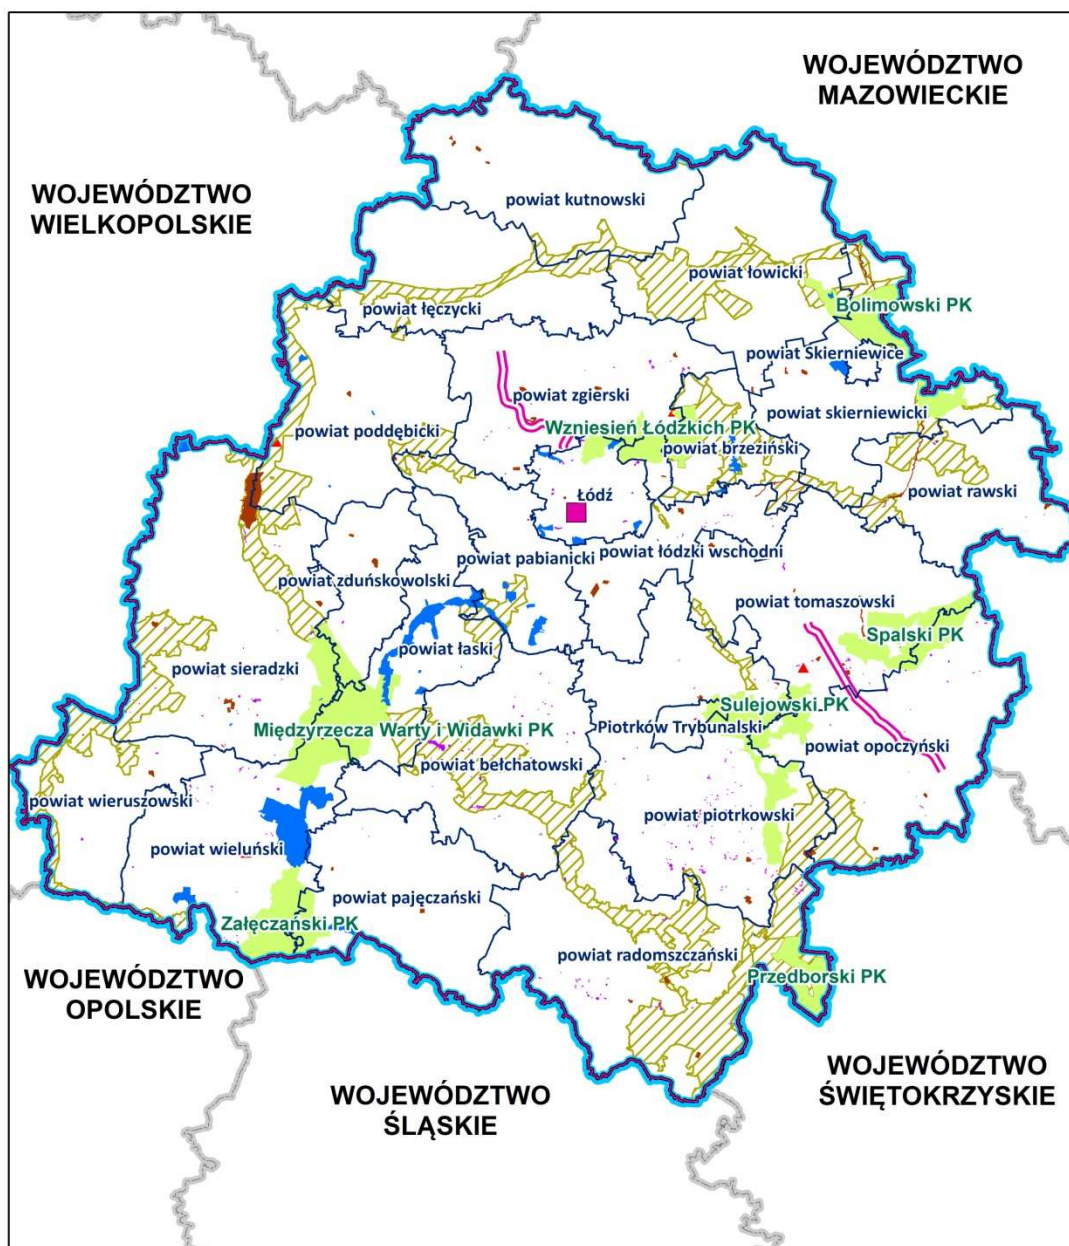 WOJEWÓDZTWO
MAZOWIECKIE
WOJEWÓDZTWO
WIELKOPOLSKIE
powiat kutnowski
powiat łowicki
powiat łęczycki
Bolimowski PK
powiat Skierniewice
powiat zgierski
powiat skierniewicki
Wzniesień Łódzkich PK
powiat poddębicki
powiat brzeziński
Łódź
powiat rawski
powiat pabianicki
powiat łódzki wschodni
powiat zduńskowolski
powiat tomaszowski
Spalski PK
powiat łaski
powiat sieradzki
Sulejowski PK
Międzyrzecza Warty i Widawki PK
Piotrków Trybunalski
powiat opoczyński
powiat bełchatowski
powiat wieruszowski
powiat piotrkowski
powiat wieluński
powiat pajęczański
Załęczański PK
powiat radomszczański
Przedborski PK
WOJEWÓDZTWO
OPOLSKIE
WOJEWÓDZTWO
ŚLĄSKIE
WOJEWÓDZTWO
ŚWIĘTOKRZYSKIE